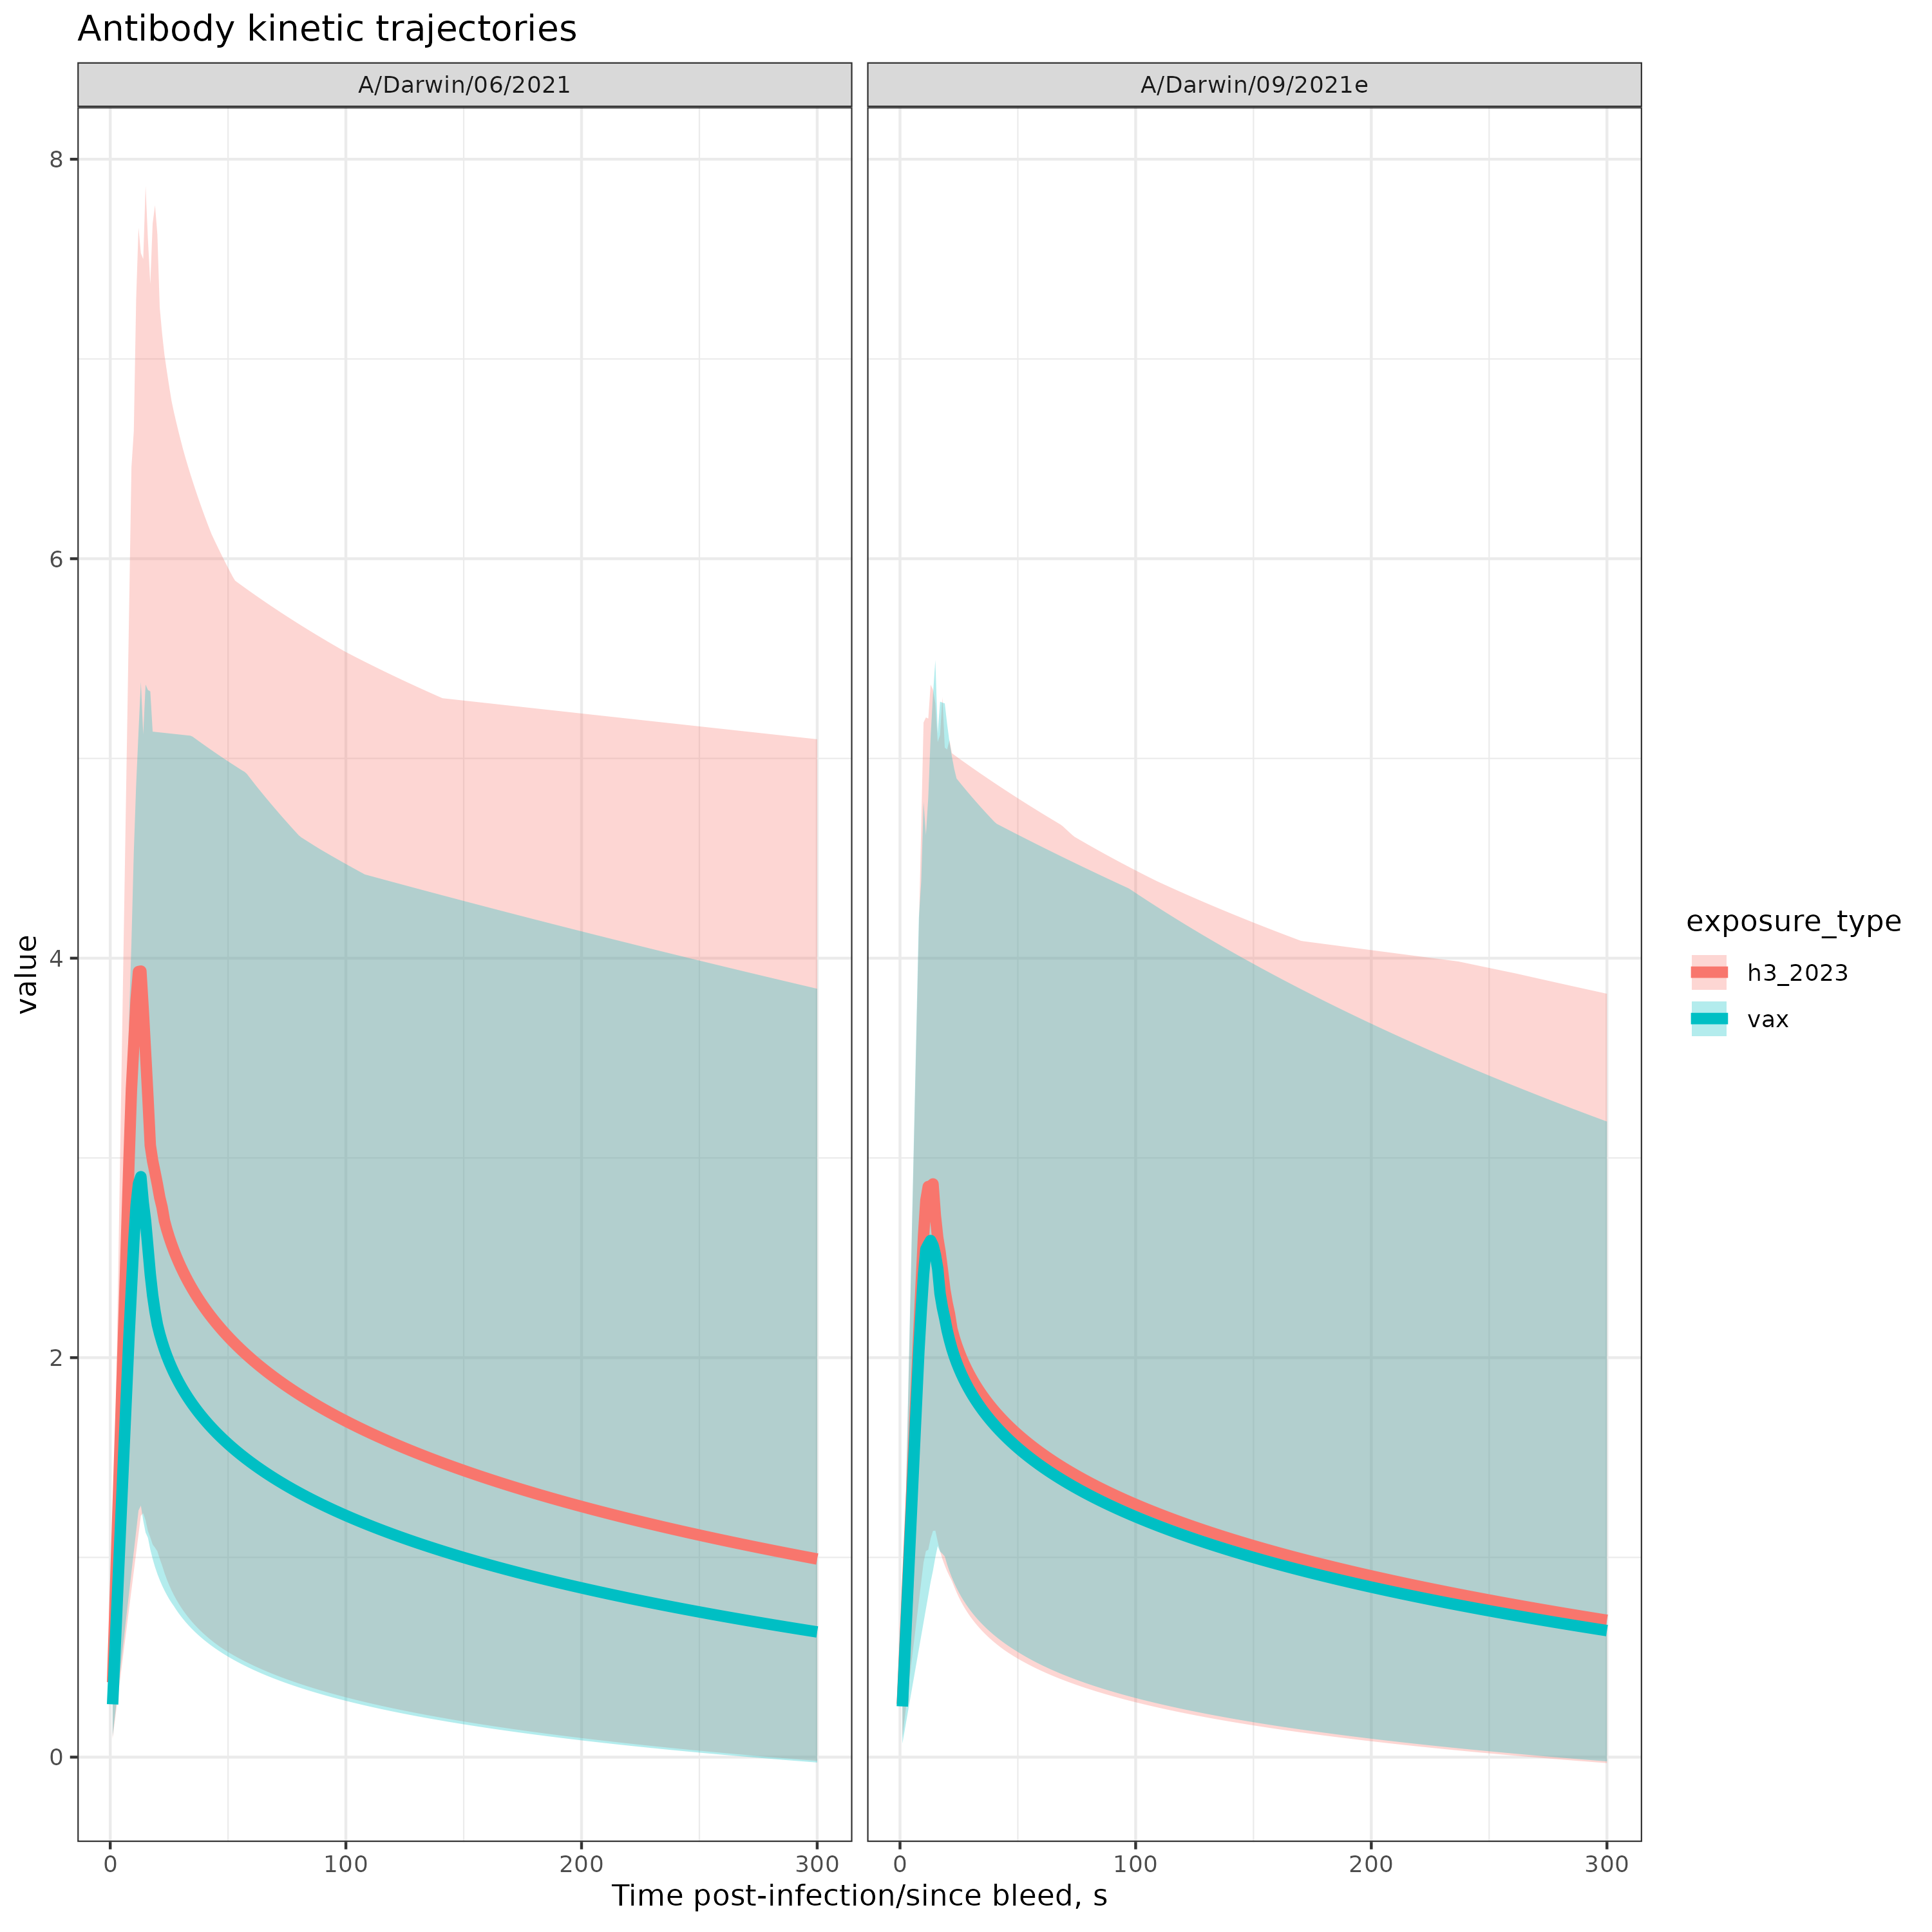 Antibody kinetic trajectories
A/Darwin/06/2021
A/Darwin/09/2021e
8
6
4
2
0
value
0 100 200 300
0 100 200 300
Time post-infection/since bleed, s
exposure_type
h3_2023
vax